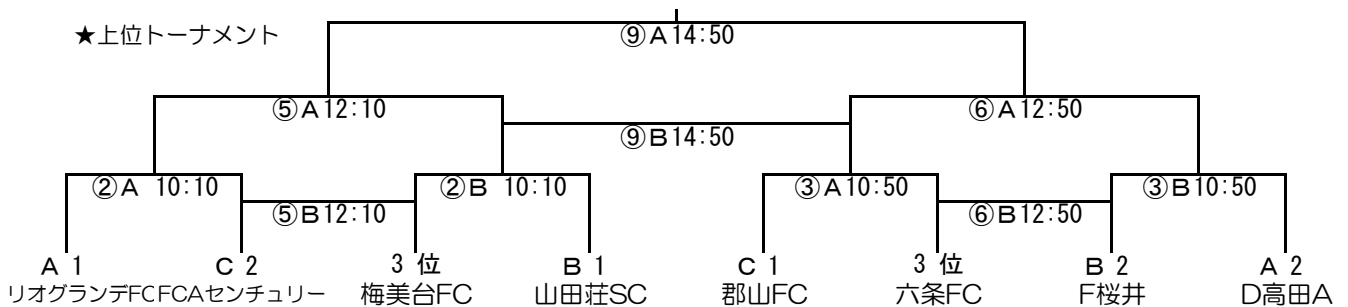 ★上位トーナメント
⑨A14:50
⑤A12:10
⑥A12:50
⑨B14:50
②A 10:10
②B 10:10
③A10:50
③B10:50
⑤B12:10
⑥B12:50
A 1 C 2 3 位 B 1 C 1 3 位 B 2 A 2
リオグランデFC FCAセンチュリー 梅美台FC 山田荘SC 郡山FC 六条FC F桜井 D高田A